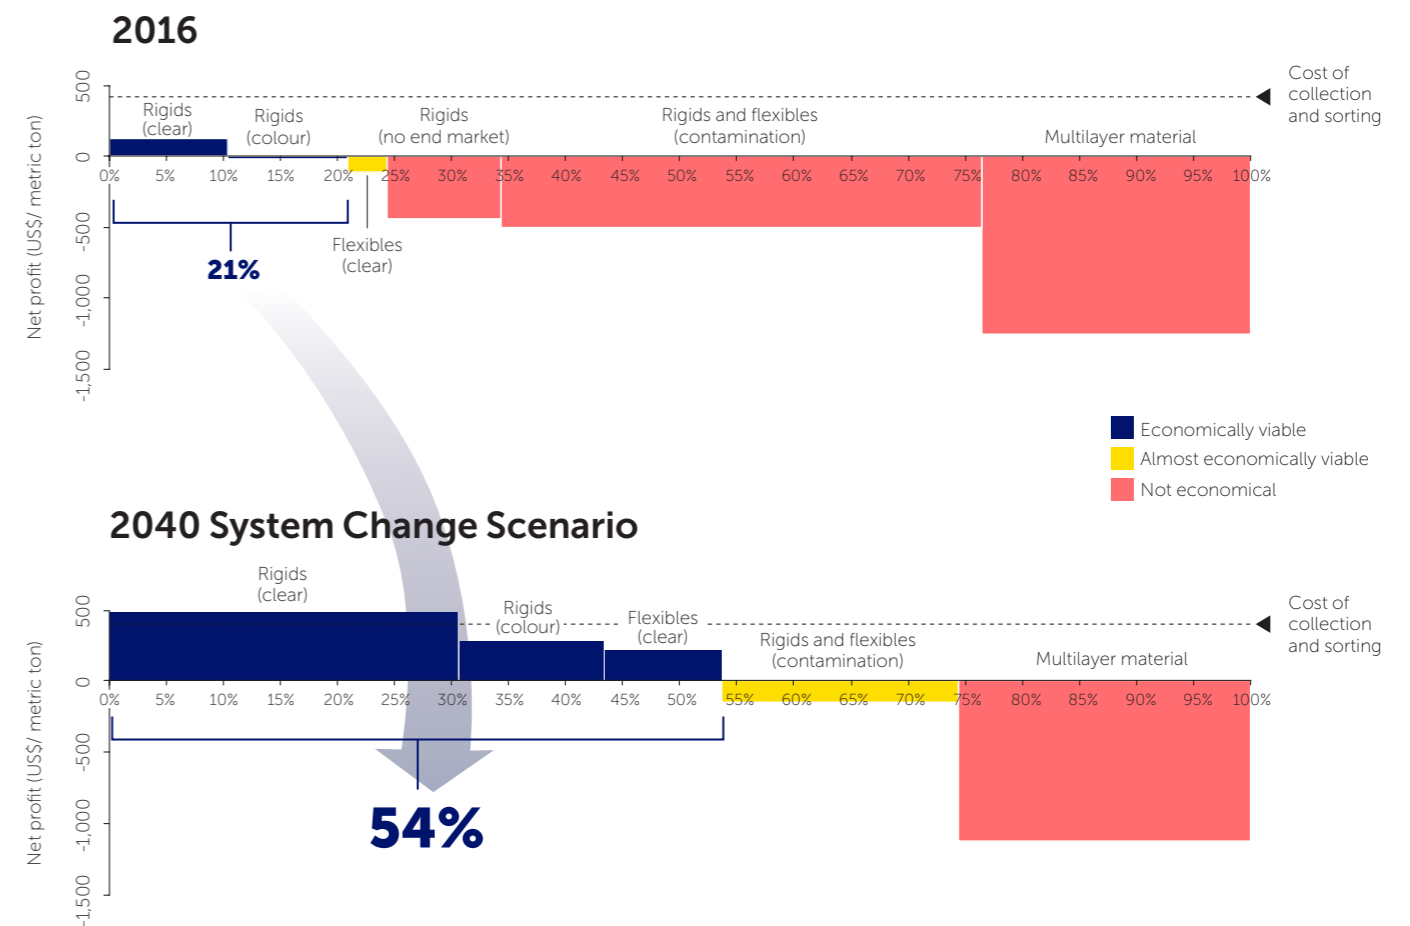 2016
Net profit (US$/ metric ton)
500
0
-500
-1,000
-1,500
Cost of
collection
and sorting
Rigids
(clear)
Rigids
(colour)
Rigids
(no end market)
Rigids and flexibles
(contamination)
Multilayer material
0% 5% 10% 15% 20% 25% 30% 35% 40% 45% 50% 55% 60% 65% 70% 75% 80% 85% 90% 95% 100%
Flexibles
(clear)
21%
Economically viable
Almost economically viable
Not economical
2040 System Change Scenario
Net profit (US$/ metric ton)
500
0
-500
-1,000
-1,500
Rigids
(clear)
Rigids
(colour)
Flexibles
(clear)
Rigids and flexibles
(contamination)
Multilayer material
Cost of
collection
and sorting
0% 5% 10% 15% 20% 25% 30% 35% 40% 45% 50% 55% 60% 65% 70% 75% 80% 85% 90% 95% 100%
54%